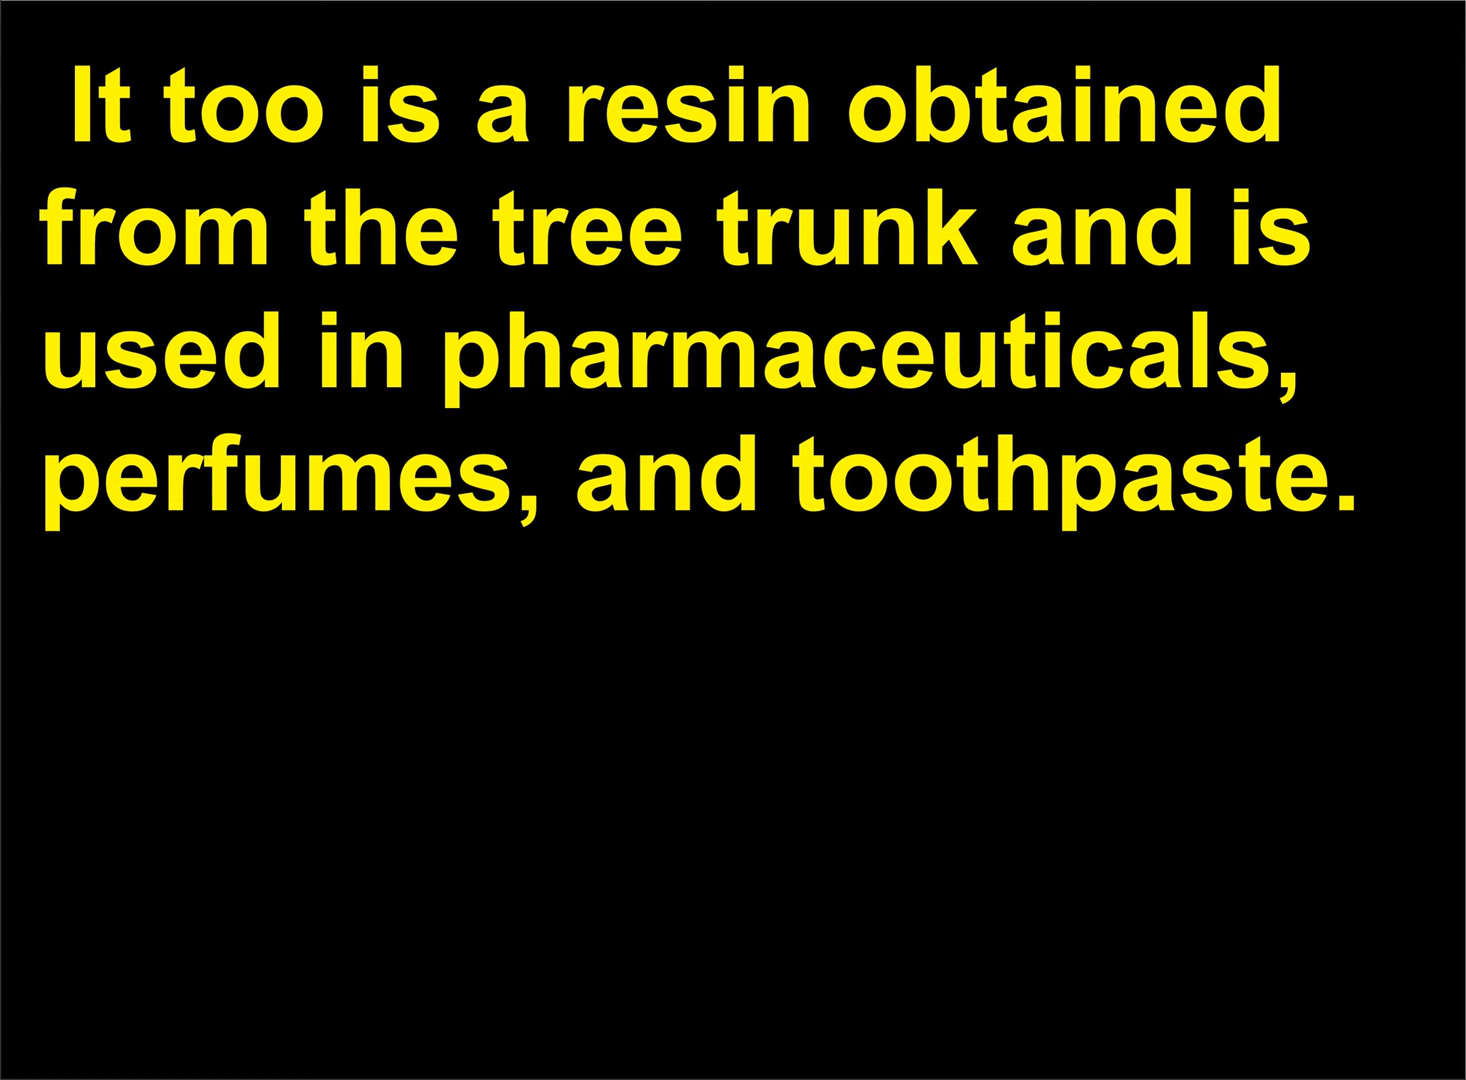 It too is a resin obtained
from the tree trunk and is
used in pharmaceuticals,
perfumes, and toothpaste.